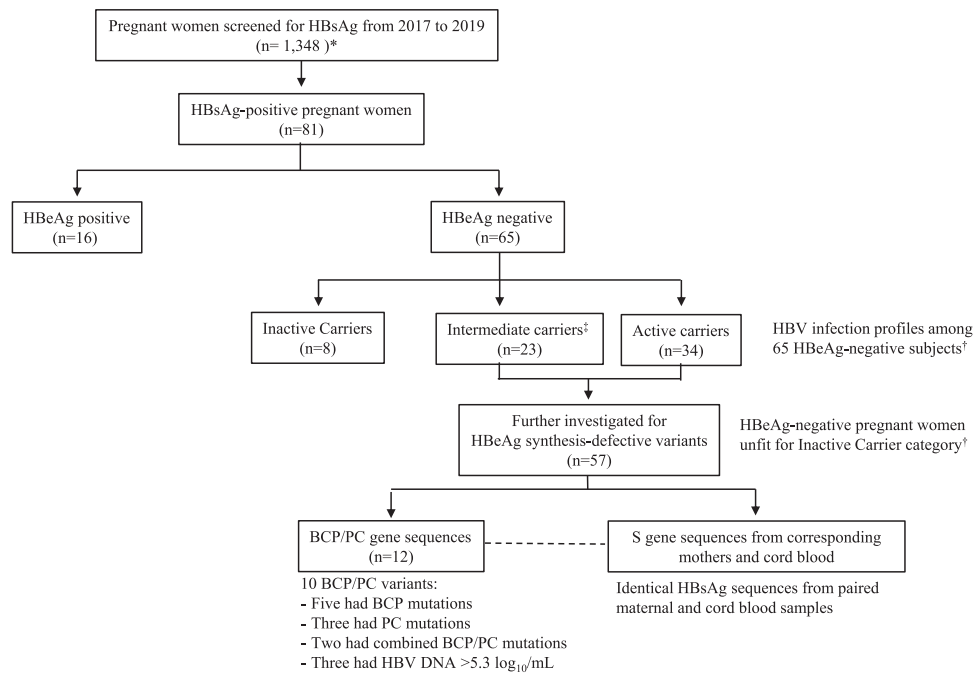 Pregnant women screened for HBsAg from 2017 to 2019
(n= 1,348 )*
HBsAg-positive pregnant women
(n=81)
HBeAg positive
(n=16)
HBeAg negative
(n=65)
Inactive Carriers
(n=8)
Intermediate carriers‡
(n=23)
Active carriers
(n=34)
HBV infection profiles among
65 HBeAg-negative subjects†
Further investigated for
HBeAg synthesis-defective variants
(n=57)
HBeAg-negative pregnant women
unfit for Inactive Carrier category†
BCP/PC gene sequences
(n=12)
S gene sequences from corresponding
mothers and cord blood
10 BCP/PC variants:
- Five had BCP mutations
- Three had PC mutations
- Two had combined BCP/PC mutations
- Three had HBV DNA >5.3 log₁₀/mL
Identical HBsAg sequences from paired
maternal and cord blood samples